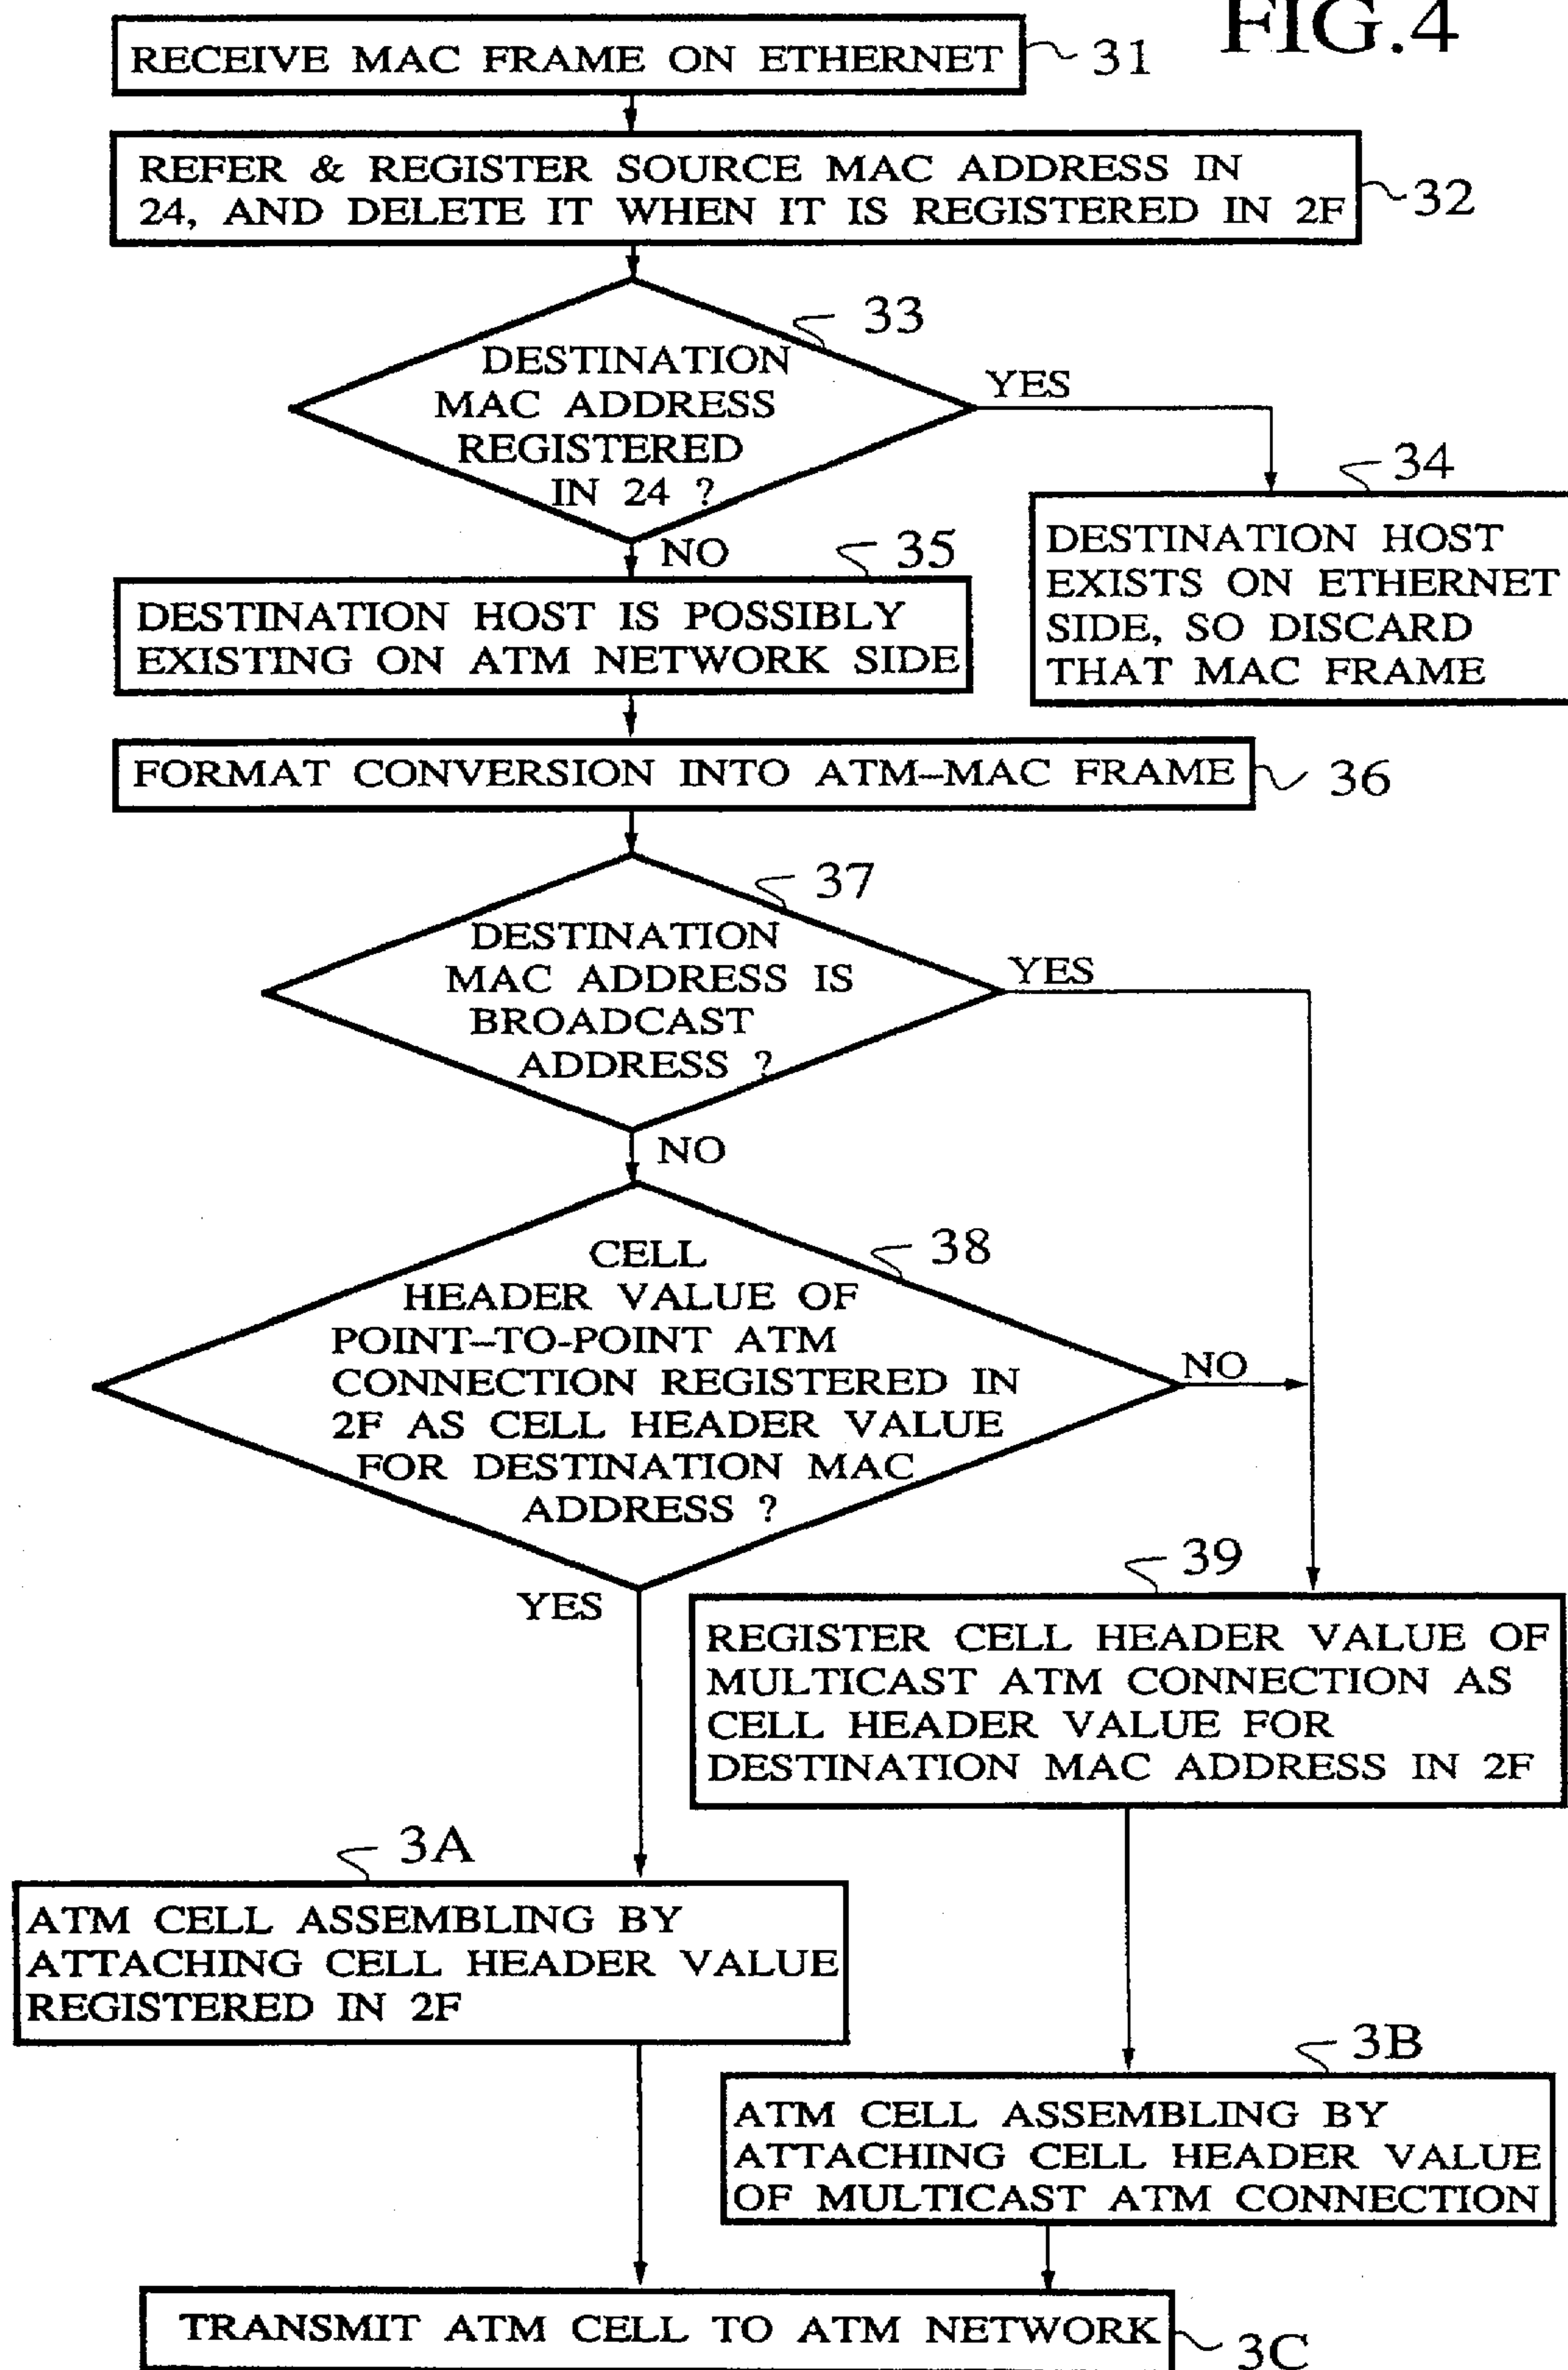 FIG.4
RECEIVE MAC FRAME ON ETHERNET
31
REFER & REGISTER SOURCE MAC ADDRESS IN
24, AND DELETE IT WHEN IT IS REGISTERED IN 2F
32
33
DESTINATION
MAC ADDRESS
REGISTERED
IN 24 ?
YES
34
DESTINATION HOST
EXISTS ON ETHERNET
SIDE, SO DISCARD
THAT MAC FRAME
NO
35
DESTINATION HOST IS POSSIBLY
EXISTING ON ATM NETWORK SIDE
FORMAT CONVERSION INTO ATM–MAC FRAME
36
37
DESTINATION
MAC ADDRESS IS
BROADCAST
ADDRESS ?
YES
NO
38
CELL
HEADER VALUE OF
POINT–TO-POINT ATM
CONNECTION REGISTERED IN
2F AS CELL HEADER VALUE
FOR DESTINATION MAC
ADDRESS ?
NO
YES
39
REGISTER CELL HEADER VALUE OF
MULTICAST ATM CONNECTION AS
CELL HEADER VALUE FOR
DESTINATION MAC ADDRESS IN 2F
3A
ATM CELL ASSEMBLING BY
ATTACHING CELL HEADER VALUE
REGISTERED IN 2F
3B
ATM CELL ASSEMBLING BY
ATTACHING CELL HEADER VALUE
OF MULTICAST ATM CONNECTION
TRANSMIT ATM CELL TO ATM NETWORK
3C